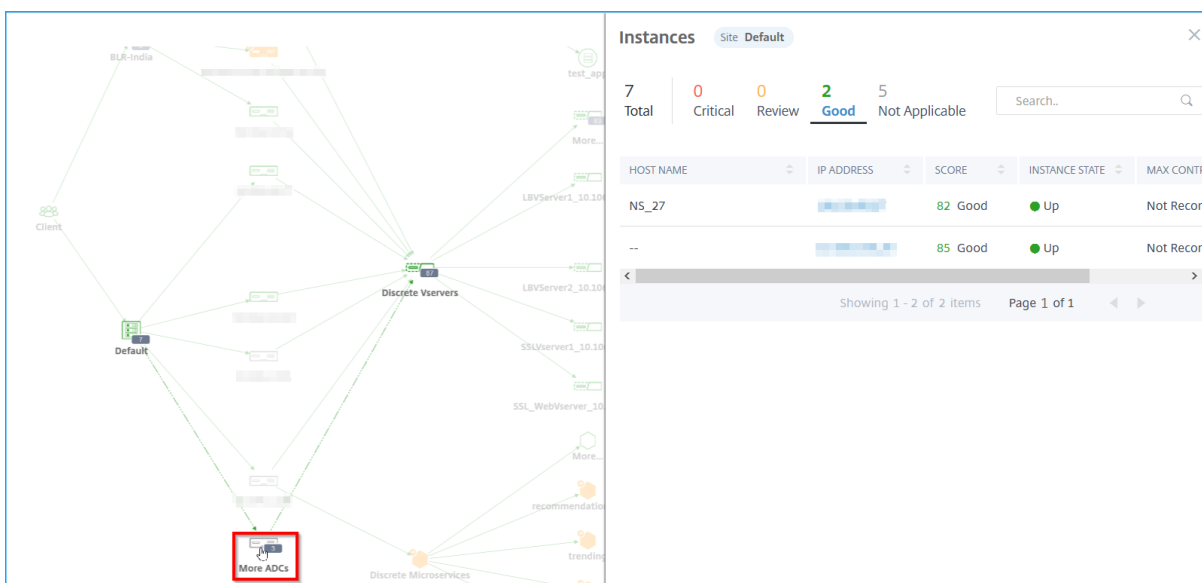 BLR-India
test_app
More...
LBVServer1_10.106
Client
87
Discrete Vservers
LBVServer2_10.106
7
Default
SSLVserver1_10.10
SSL_WebVserver_10.
More...
recommendatio
3
More ADCs
trending
Discrete Microservices
Instances Site Default
7 0 0 2 5
Total Critical Review Good Not Applicable
Search..
HOST NAME IP ADDRESS SCORE INSTANCE STATE MAX CONTR
NS_27 82 Good Up Not Recor
-- 85 Good Up Not Recor
Showing 1 - 2 of 2 items Page 1 of 1